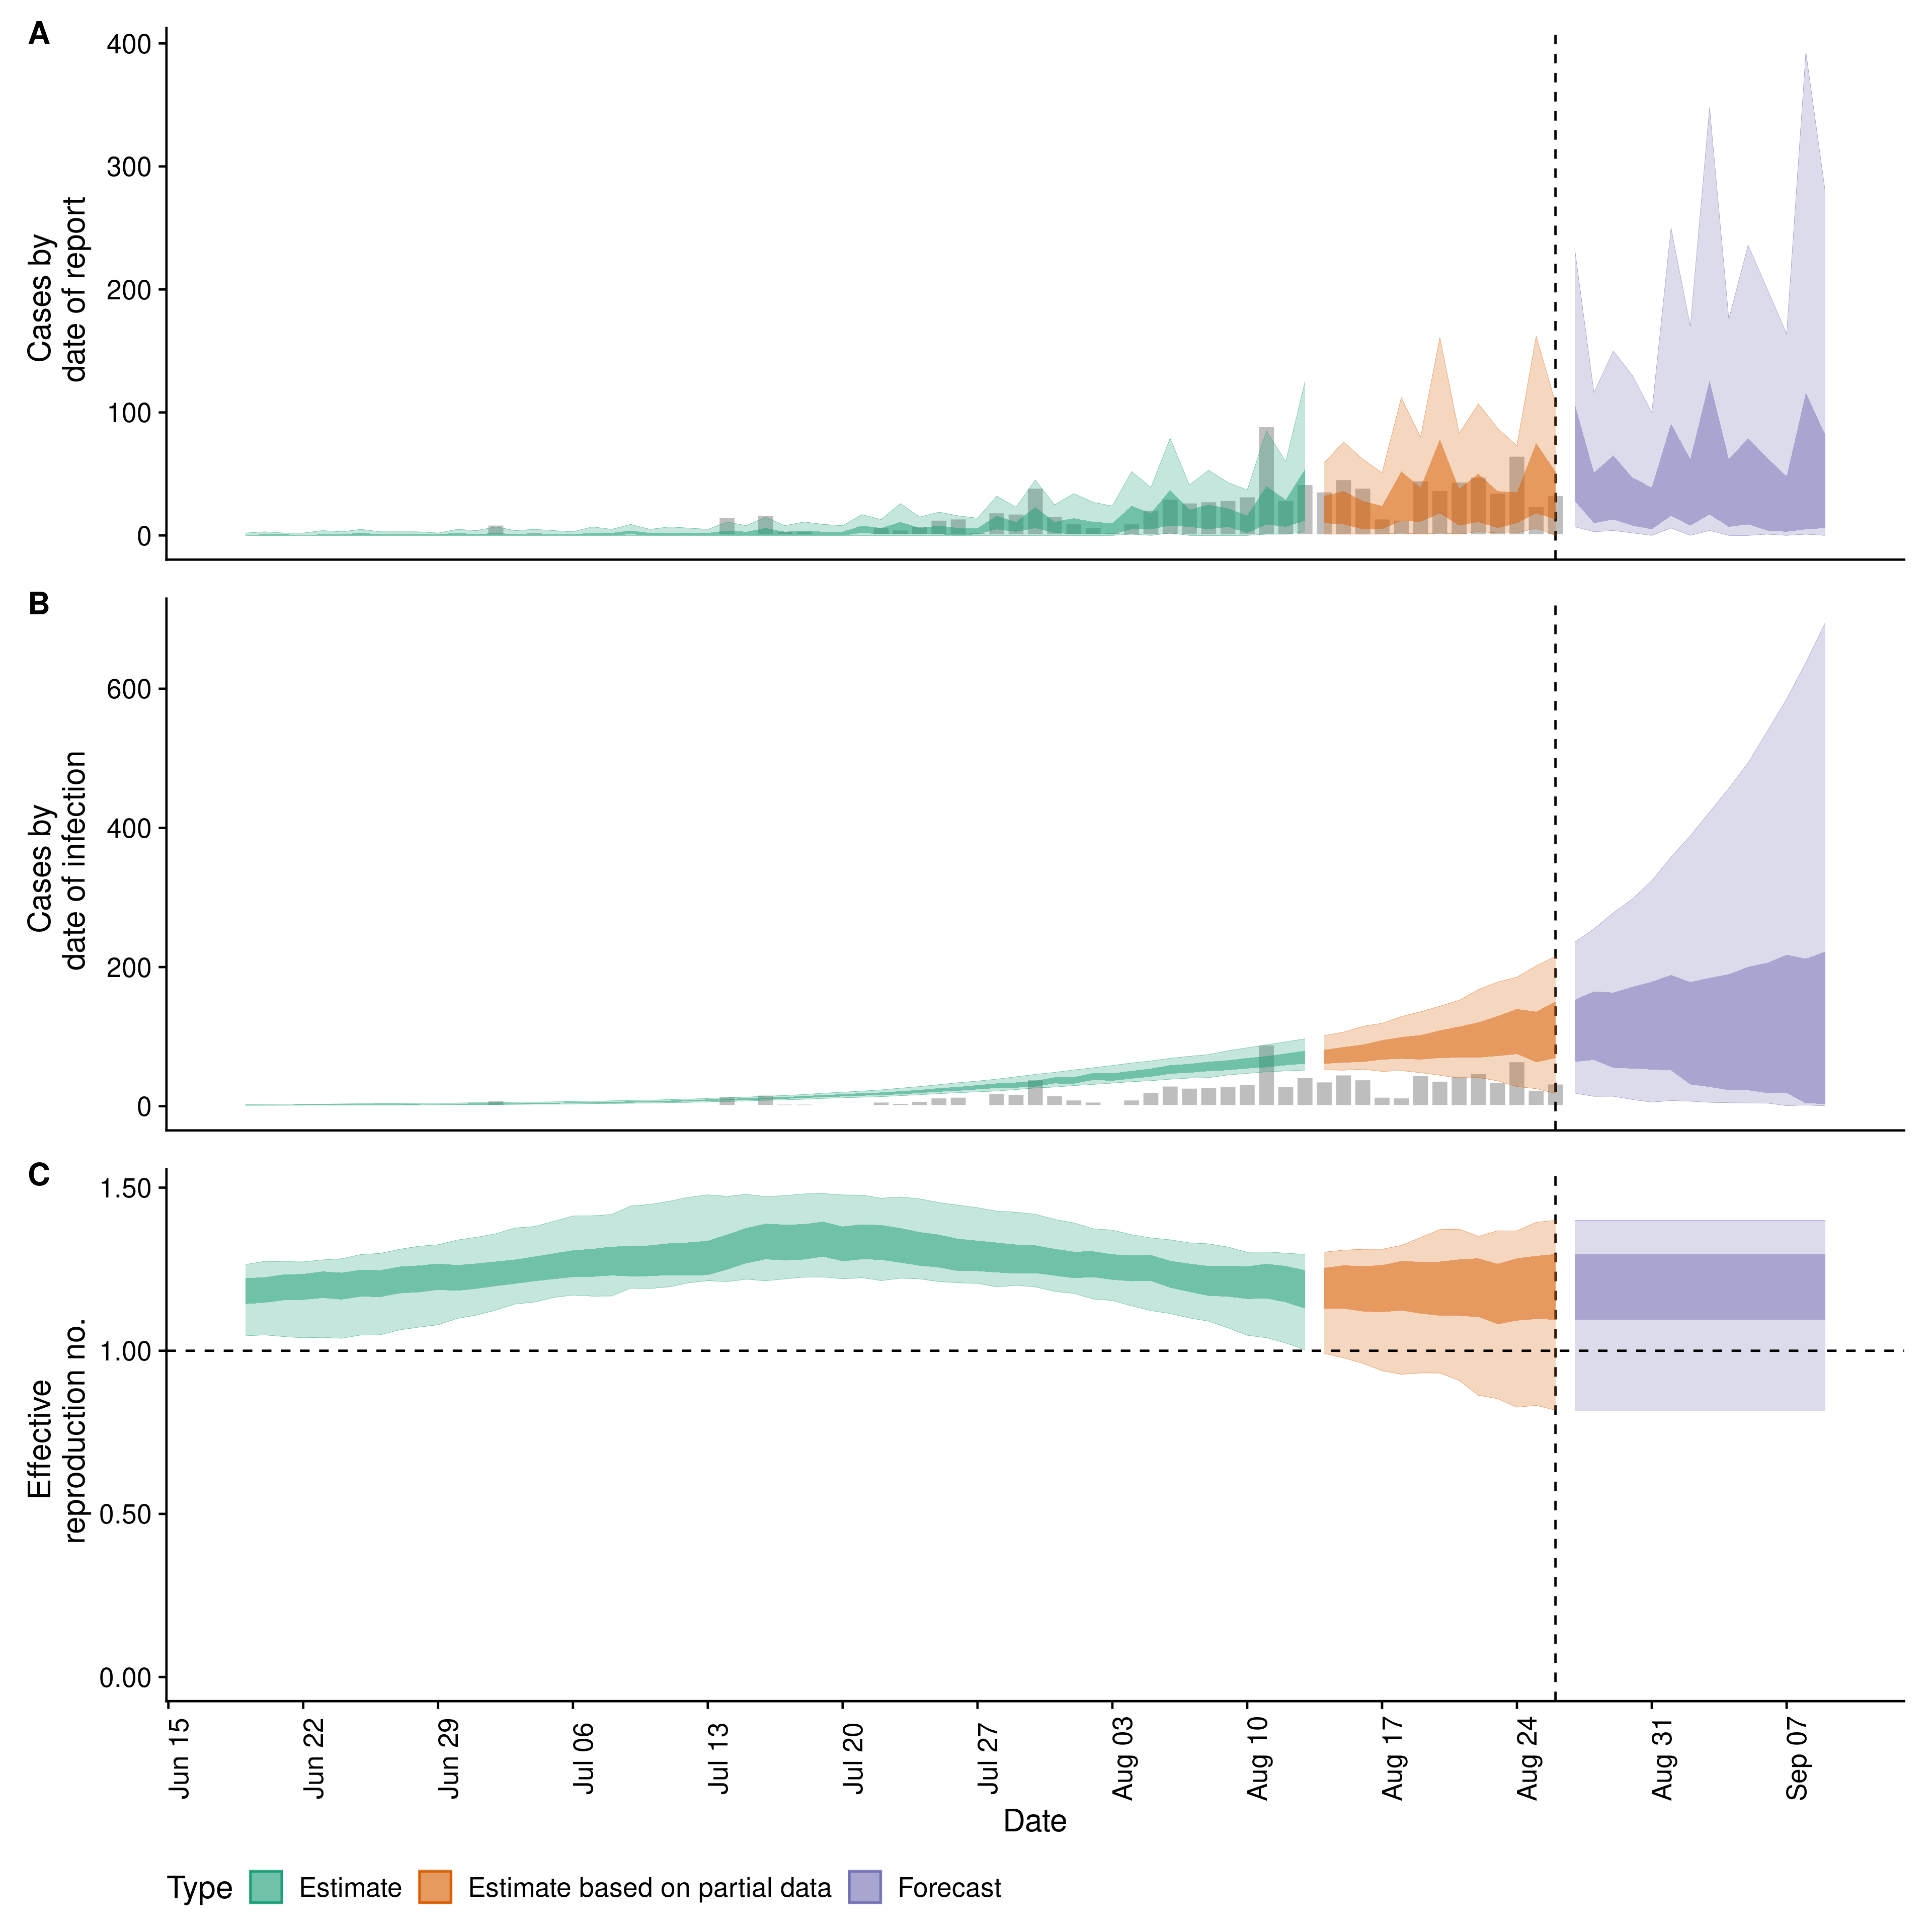 A
400
300
200
100
0
Cases by
date of report
B
600
400
200
0
Cases by
date of infection
C
1.50
1.00
0.50
0.00
Effective
reproduction no.
Jun 15
Jun 22
Jun 29
Jul 06
Jul 13
Jul 20
Jul 27
Aug 03
Aug 10
Aug 17
Aug 24
Aug 31
Sep 07
Date
Type Estimate Estimate based on partial data Forecast